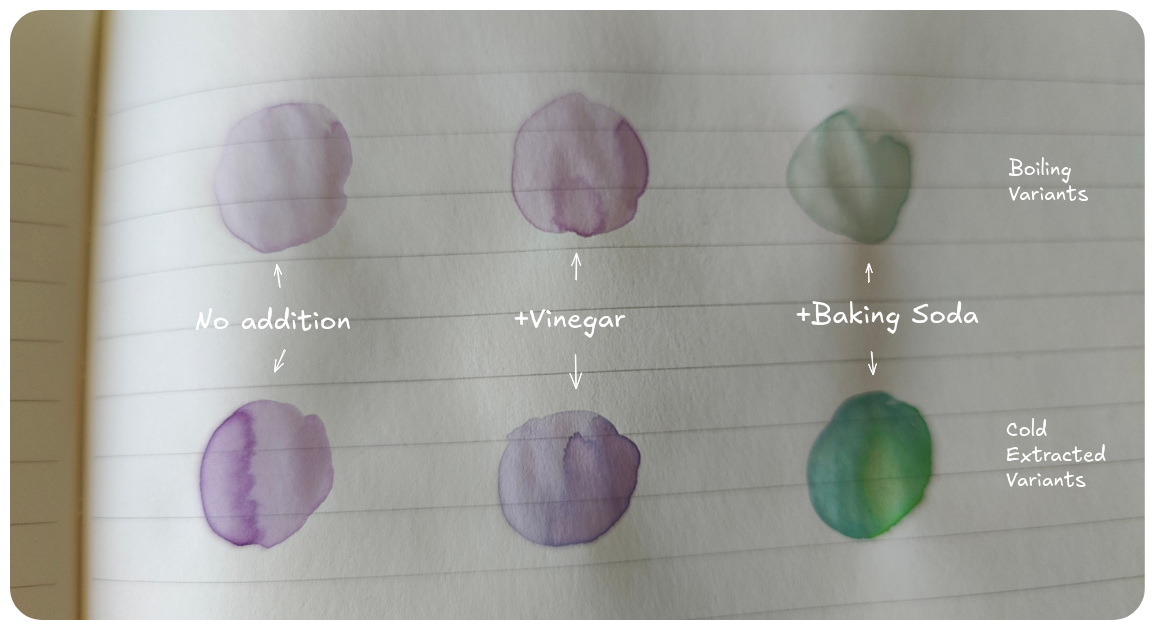 Boiling
Variants
No addition
+Vinegar
+Baking Soda
Cold
Extracted
Variants